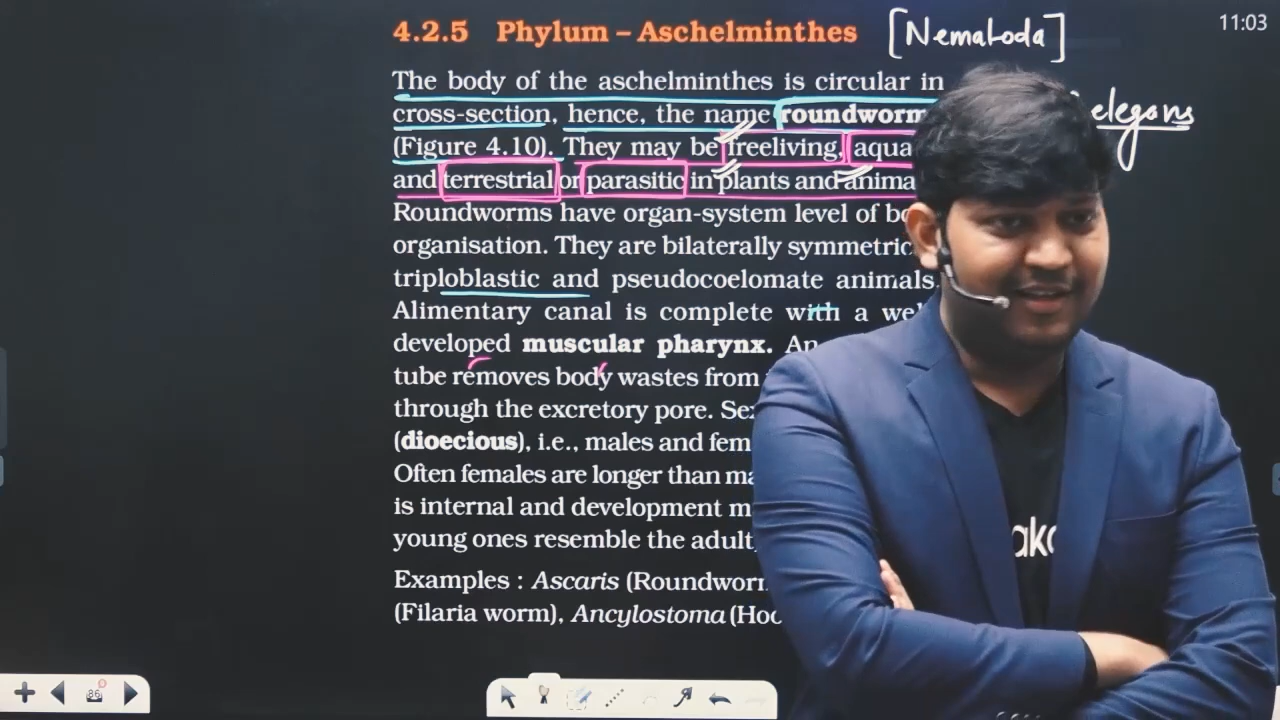 4.2.5 Phylum – Aschelminthes [Nematoda]
11:03
The body of the aschelminthes is circular in
cross-section, hence, the name roundworm
elegans
(Figure 4.10). They may be freeliving, aqua
and terrestrial or parasitic in plants and anima
Roundworms have organ-system level of bo
organisation. They are bilaterally symmetric
triploblastic and pseudocoelomate animals.
Alimentary canal is complete with a wel
developed muscular pharynx. An
tube removes body wastes from
through the excretory pore. Se
(dioecious), i.e., males and fem
Often females are longer than ma
is internal and development m
young ones resemble the adult
Examples : Ascaris (Roundworm
(Filaria worm), Ancylostoma (Hoo
86